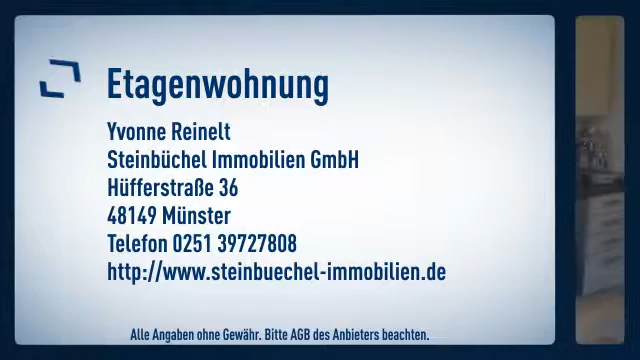 Etagenwohnung
Yvonne Reinelt
Steinbüchel Immobilien GmbH
Hüfferstraße 36
48149 Münster
Telefon 0251 39727808
http://www.steinbuechel-immobilien.de
Alle Angaben ohne Gewähr. Bitte AGB des Anbieters beachten.